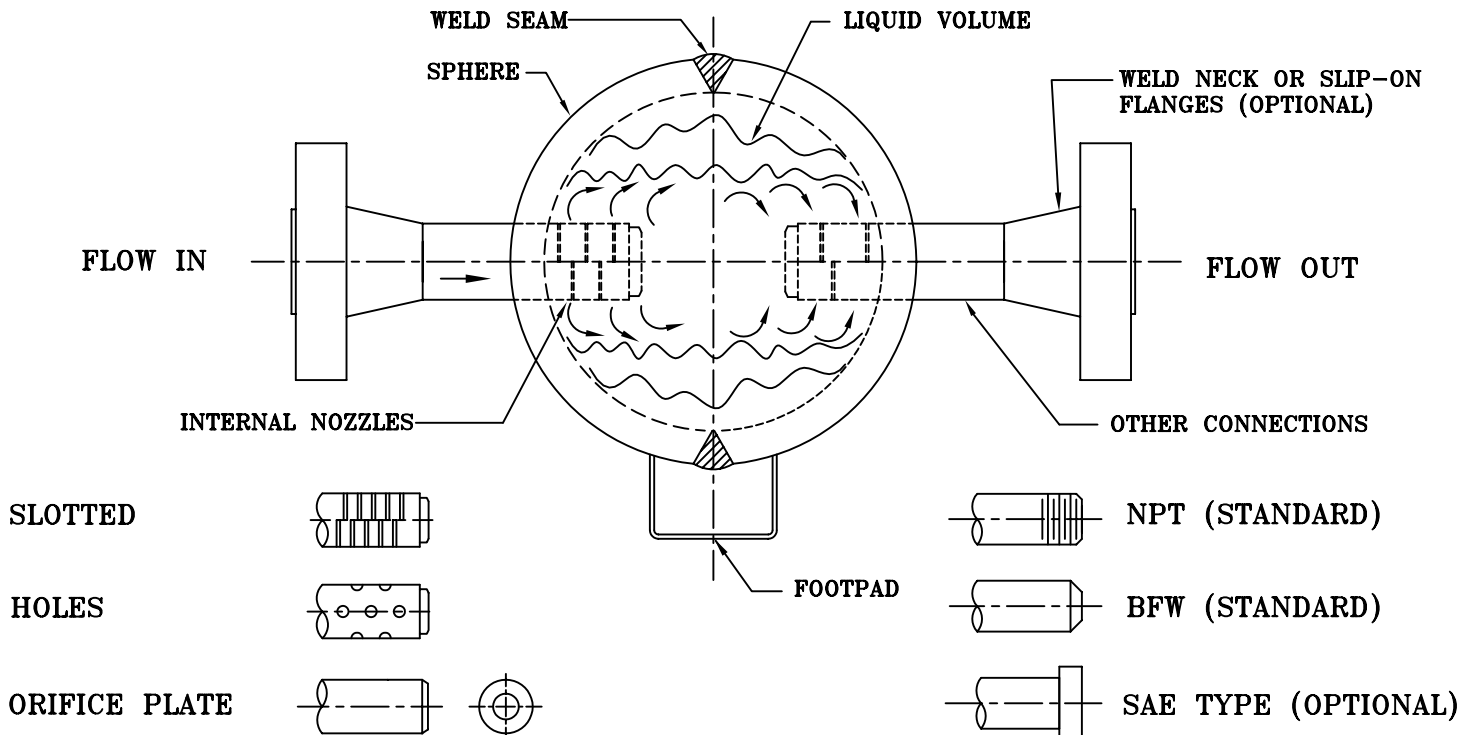 WELD SEAM
LIQUID VOLUME
SPHERE
WELD NECK OR SLIP-ON
FLANGES (OPTIONAL)
FLOW IN
FLOW OUT
INTERNAL NOZZLES
OTHER CONNECTIONS
SLOTTED
NPT (STANDARD)
FOOTPAD
HOLES
BFW (STANDARD)
ORIFICE PLATE
SAE TYPE (OPTIONAL)